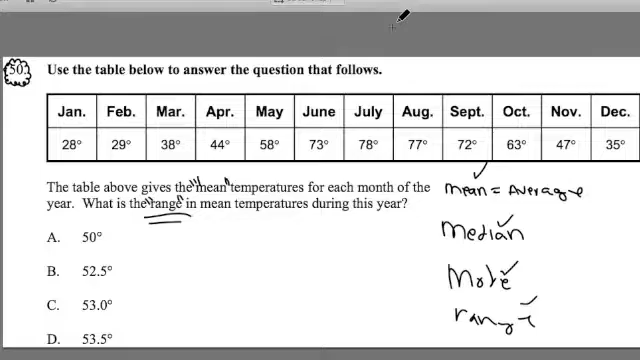 50. Use the table below to answer the question that follows.
Jan. Feb. Mar. Apr. May June July Aug. Sept. Oct. Nov. Dec.
28° 29° 38° 44° 58° 73° 78° 77° 72° 63° 47° 35°
The table above gives the "mean" temperatures for each month of the
year. What is the "range" in mean temperatures during this year?
mean = Average
Median
Mode
range
A. 50°
B. 52.5°
C. 53.0°
D. 53.5°